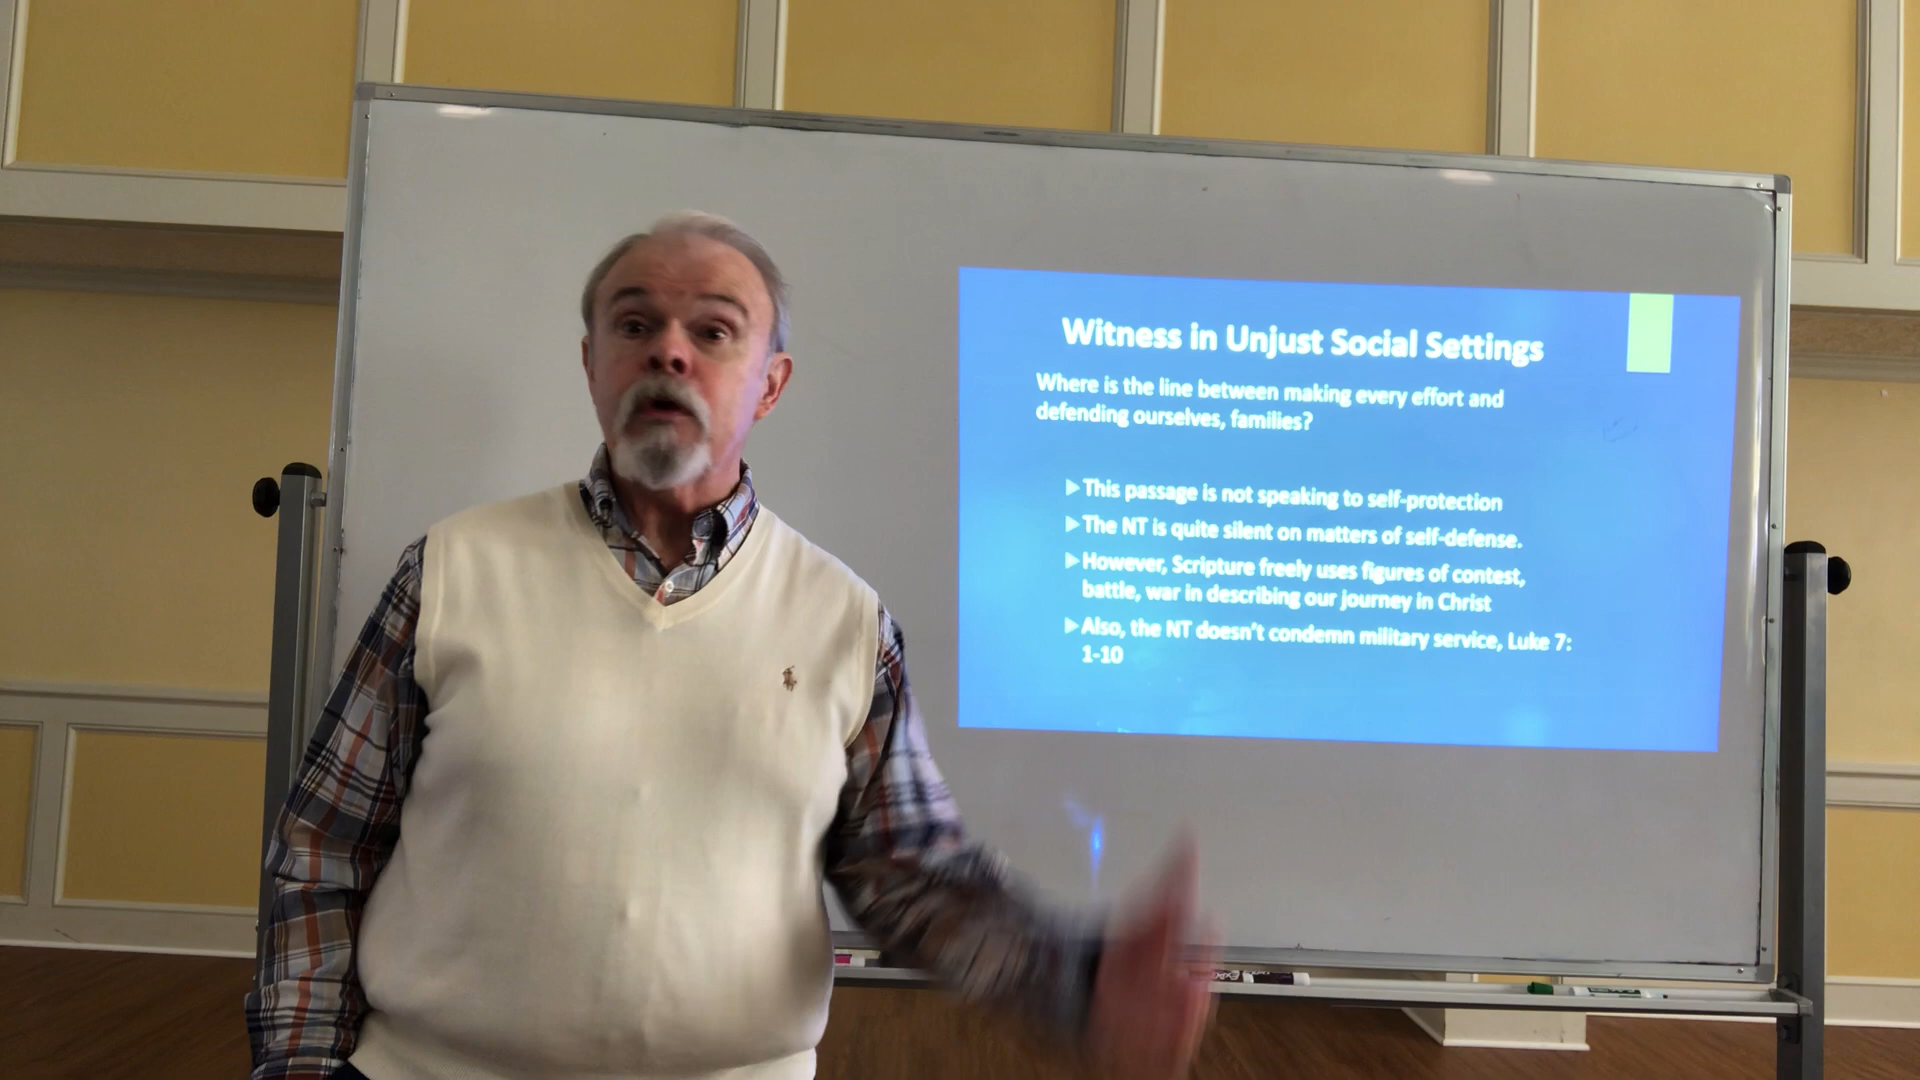 Witness in Unjust Social Settings
Where is the line between making every effort and
defending ourselves, families?
This passage is not speaking to self-protection
The NT is quite silent on matters of self-defense.
However, Scripture freely uses figures of contest,
battle, war in describing our journey in Christ
Also, the NT doesn't condemn military service, Luke 7:
1-10